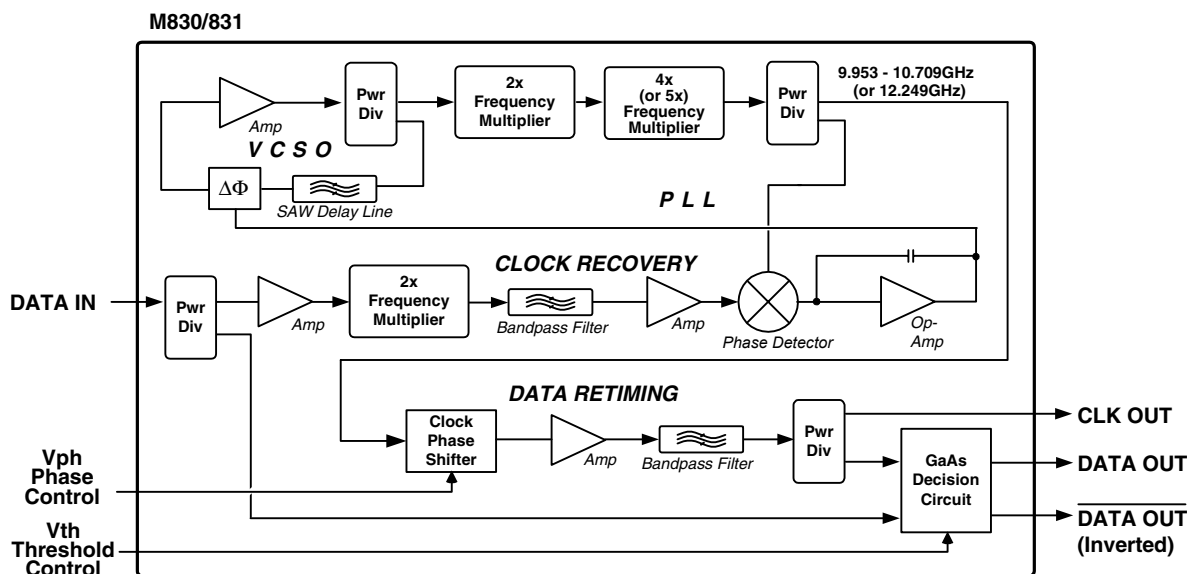 M830/831
Amp
Pwr
Div
2x
Frequency
Multiplier
4x
(or 5x)
Frequency
Multiplier
Pwr
Div
9.953 - 10.709GHz
(or 12.249GHz)
V C S O
ΔΦ
SAW Delay Line
P L L
CLOCK RECOVERY
DATA IN
Pwr
Div
Amp
2x
Frequency
Multiplier
Bandpass Filter
Amp
Phase Detector
Op-
Amp
DATA RETIMING
Clock
Phase
Shifter
Amp
Bandpass Filter
Pwr
Div
CLK OUT
GaAs
Decision
Circuit
DATA OUT
DATA OUT
(Inverted)
Vph
Phase
Control
Vth
Threshold
Control